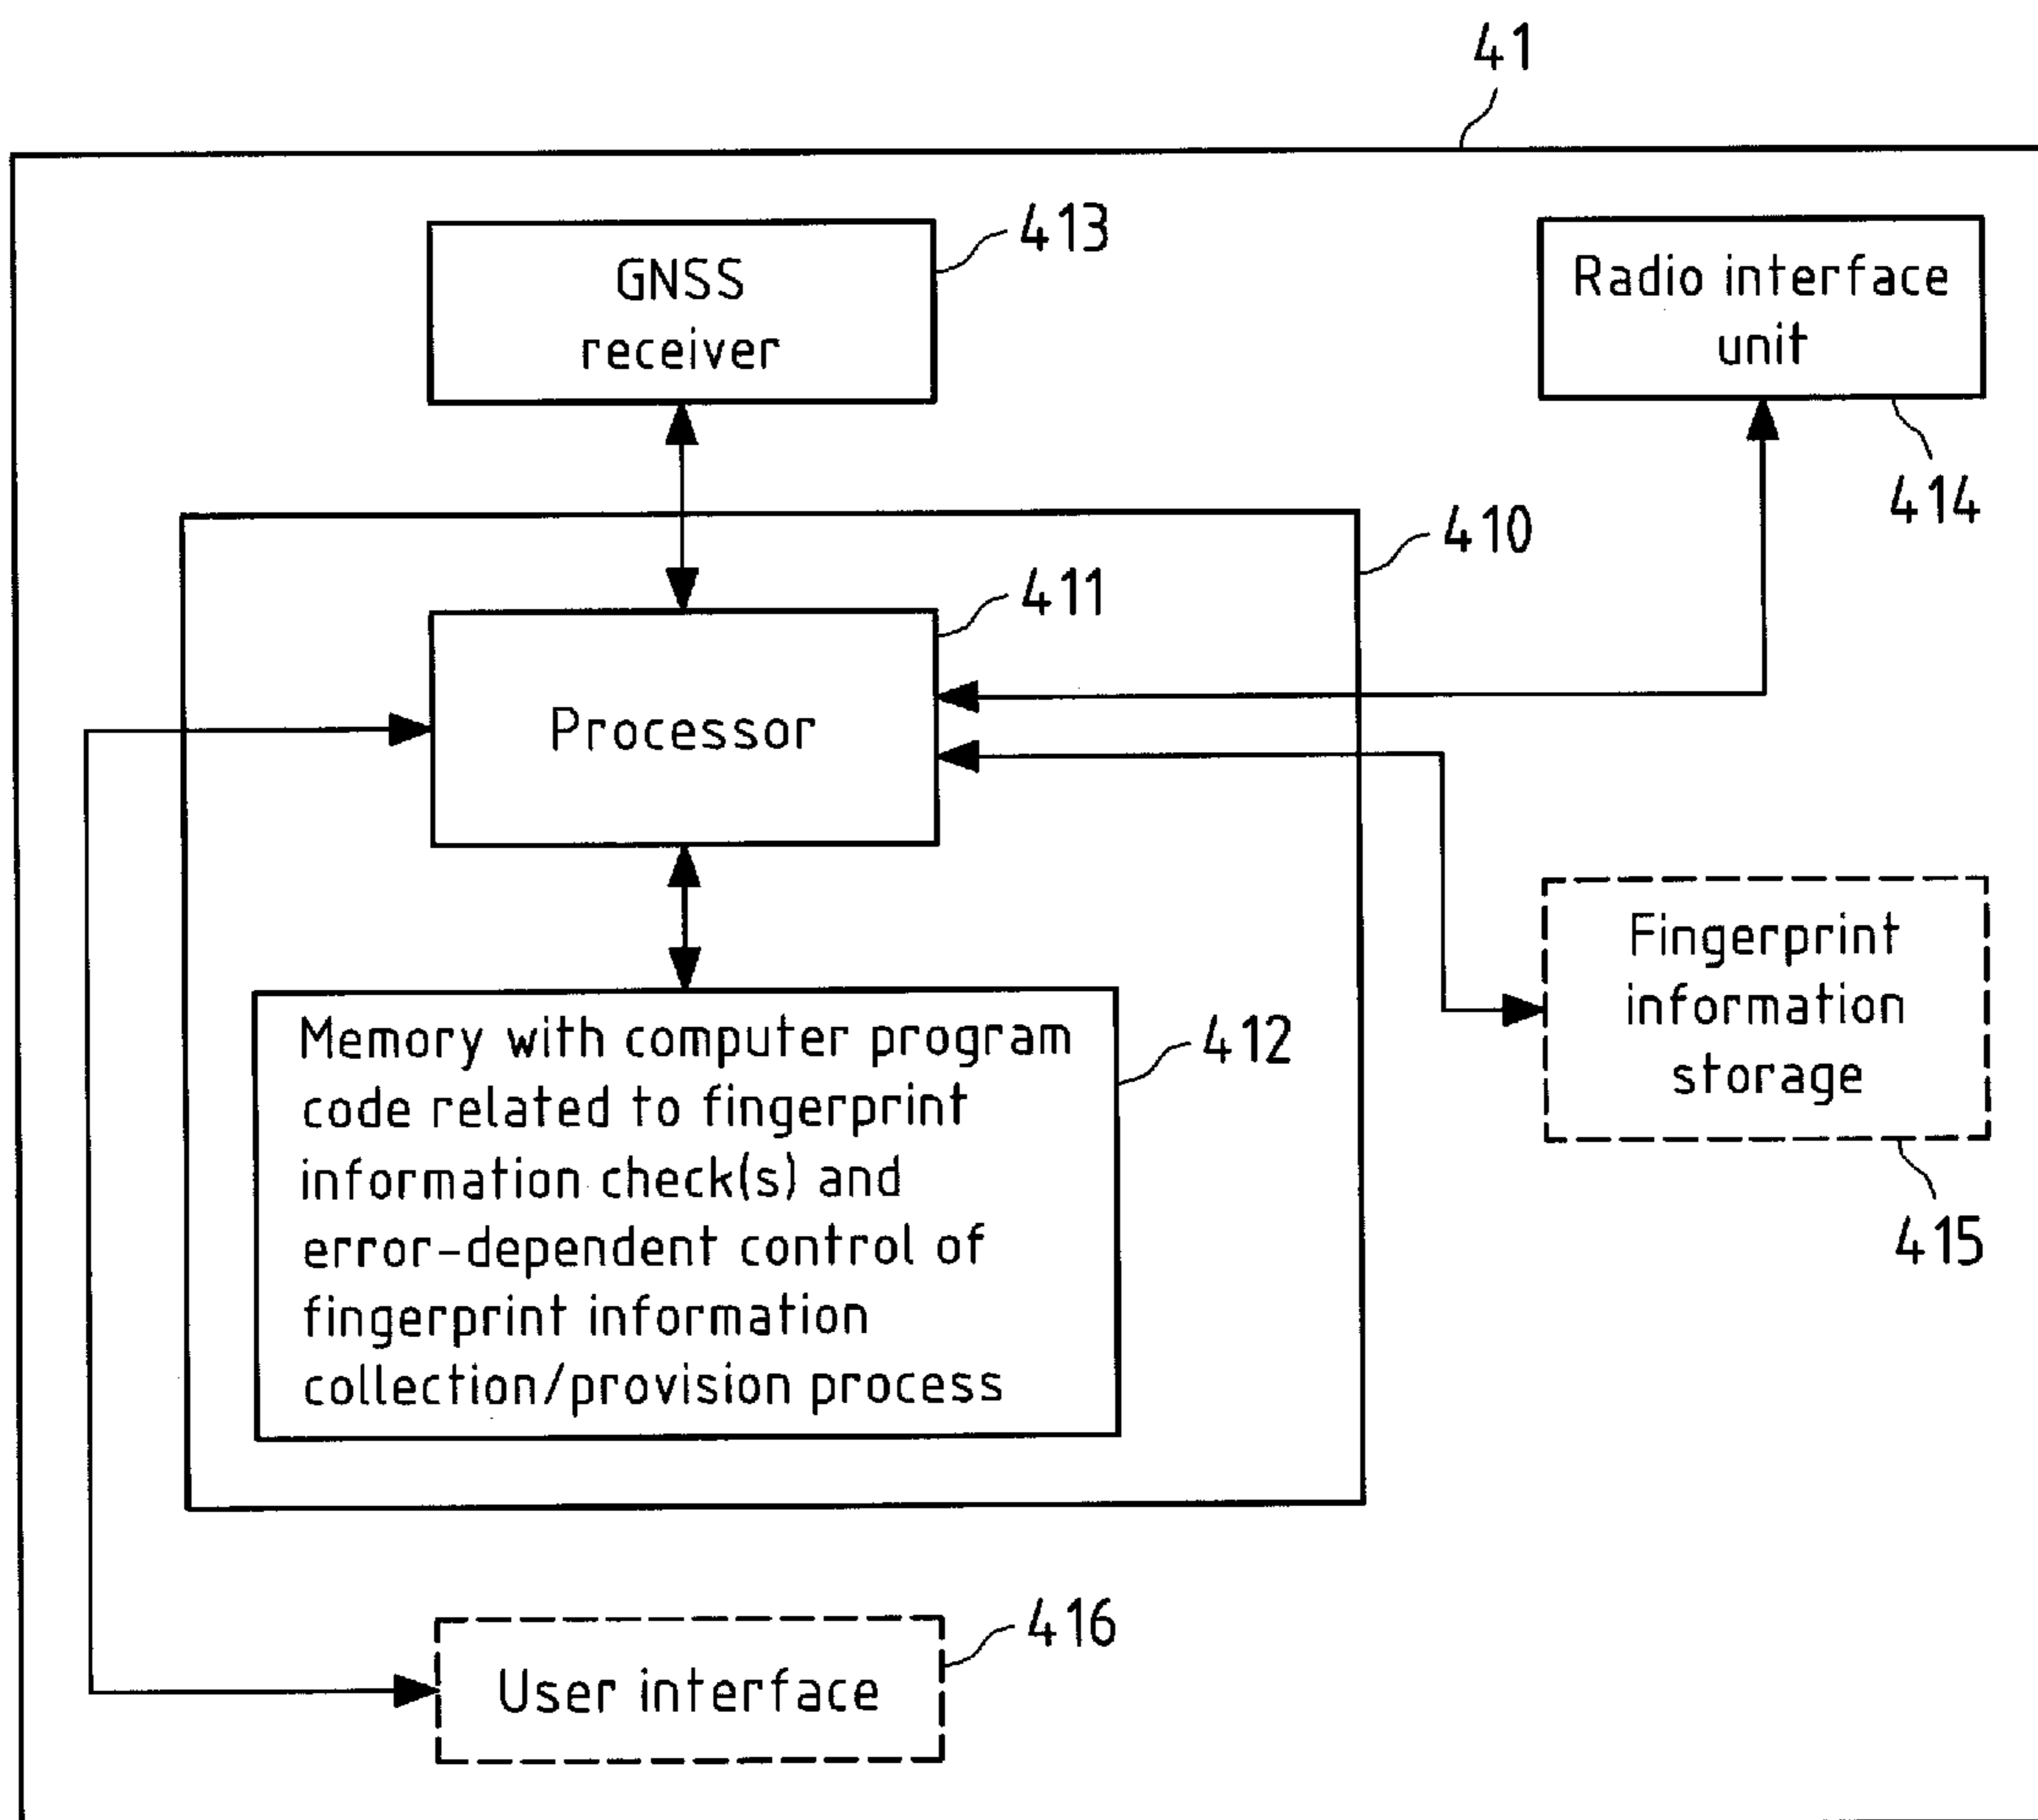 41
GNSS
receiver
413
Radio interface
unit
414
410
411
Processor
Fingerprint
information
storage
415
Memory with computer program
code related to fingerprint
information check(s) and
error-dependent control of
fingerprint information
collection/provision process
412
User interface
416